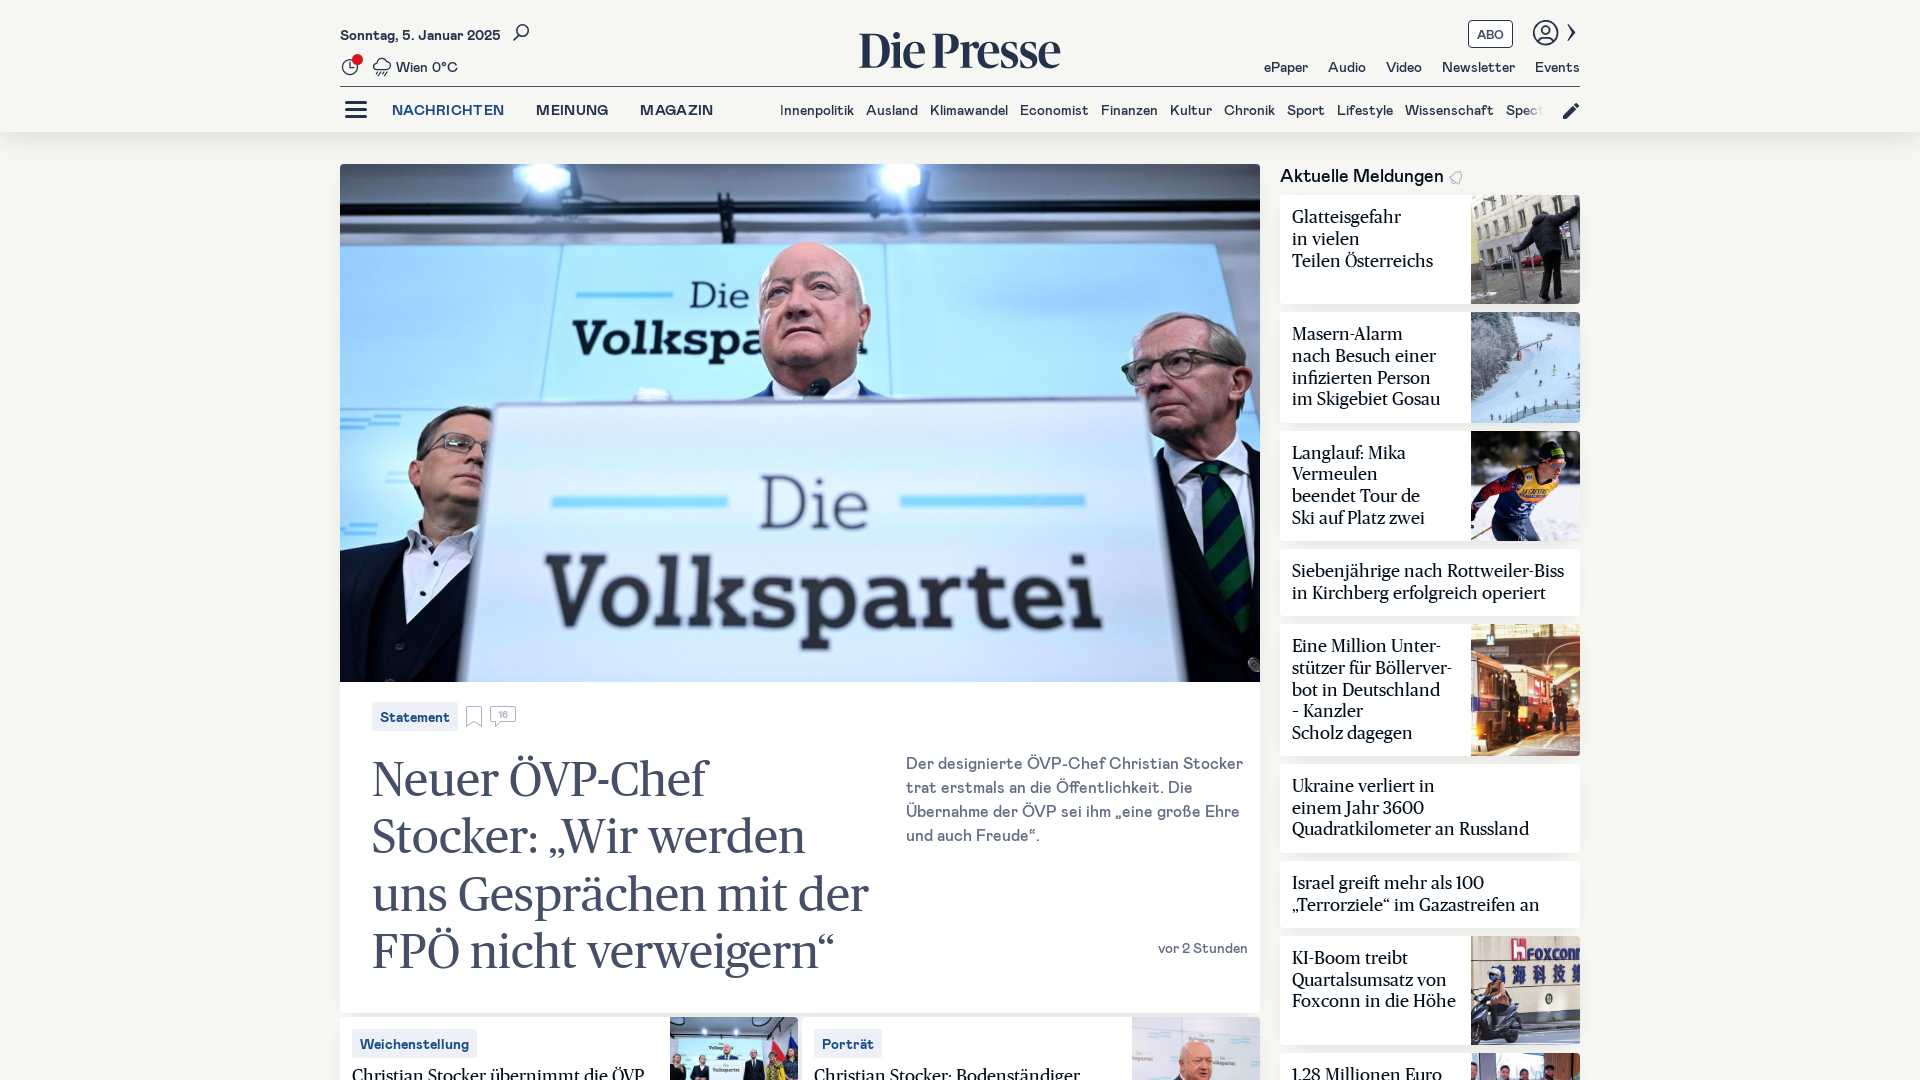 Sonntag, 5. Januar 2025
Wien 0°C
Die Presse
ABO
ePaper Audio Video Newsletter Events
NACHRICHTEN MEINUNG MAGAZIN
Innenpolitik Ausland Klimawandel Economist Finanzen Kultur Chronik Sport Lifestyle Wissenschaft Spect
Die
Volkspa
Die
Volkspartei
Statement
16
Neuer ÖVP-Chef
Stocker: „Wir werden
uns Gesprächen mit der
FPÖ nicht verweigern“
Der designierte ÖVP-Chef Christian Stocker
trat erstmals an die Öffentlichkeit. Die
Übernahme der ÖVP sei ihm „eine große Ehre
und auch Freude“.
vor 2 Stunden
Weichenstellung
Christian Stocker übernimmt die ÖVP
Porträt
Christian Stocker: Bodenständiger
Aktuelle Meldungen
Glatteisgefahr
in vielen
Teilen Österreichs
Masern-Alarm
nach Besuch einer
infizierten Person
im Skigebiet Gosau
Langlauf: Mika
Vermeulen
beendet Tour de
Ski auf Platz zwei
Siebenjährige nach Rottweiler-Biss
in Kirchberg erfolgreich operiert
Eine Million Unter-
stützer für Böllerver-
bot in Deutschland
– Kanzler
Scholz dagegen
Ukraine verliert in
einem Jahr 3600
Quadratkilometer an Russland
Israel greift mehr als 100
„Terrorziele“ im Gazastreifen an
KI-Boom treibt
Quartalsumsatz von
Foxconn in die Höhe
FOXCONN
1,28 Millionen Euro